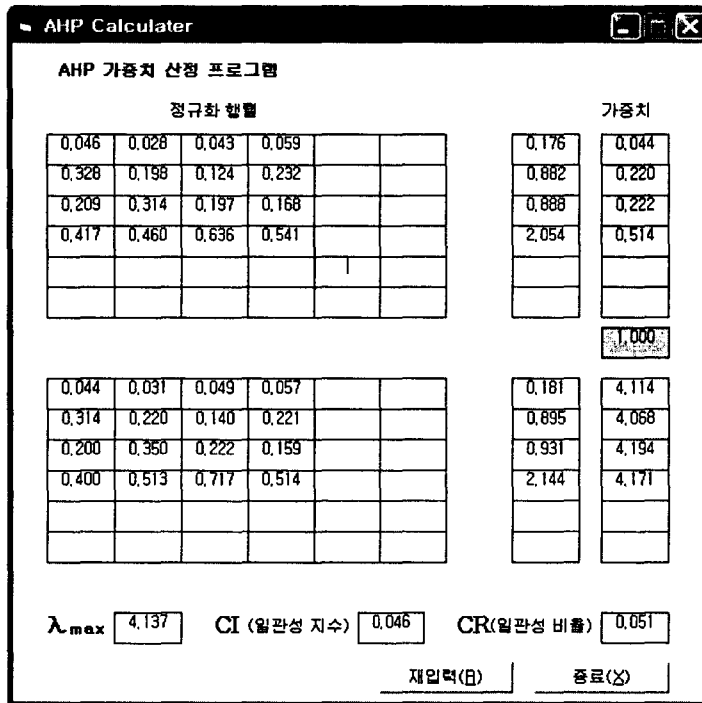 AHP Calculater
AHP 가중치 산정 프로그램
정규화 행렬 가중치
0,046 0,028 0,043 0,059 0,176 0,044
0,328 0,198 0,124 0,232 0,882 0,220
0,209 0,314 0,197 0,168 0,888 0,222
0,417 0,460 0,636 0,541 2,054 0,514
1,000
0,044 0,031 0,049 0,057 0,181 4,114
0,314 0,220 0,140 0,221 0,895 4,068
0,200 0,350 0,222 0,159 0,931 4,194
0,400 0,513 0,717 0,514 2,144 4,171
λmax 4,137 CI (일관성 지수) 0,046 CR(일관성 비율) 0,051
재입력(R) 종료(X)